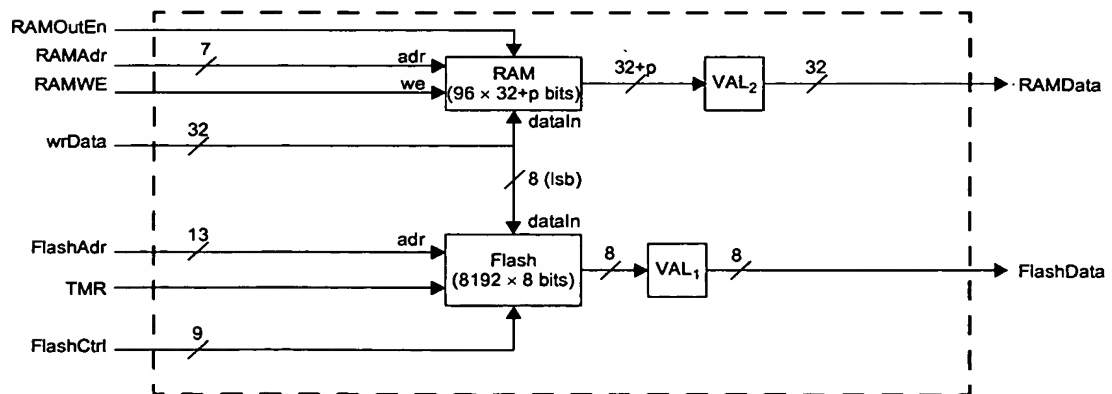 RAMOutEn
RAMAdr
7
adr
RAMWE
we
RAM
(96 × 32+p bits)
32+p
VAL2
32
RAMData
dataIn
wrData
32
8 (lsb)
dataIn
FlashAdr
13
adr
Flash
(8192 × 8 bits)
8
VAL1
8
FlashData
TMR
FlashCtrl
9